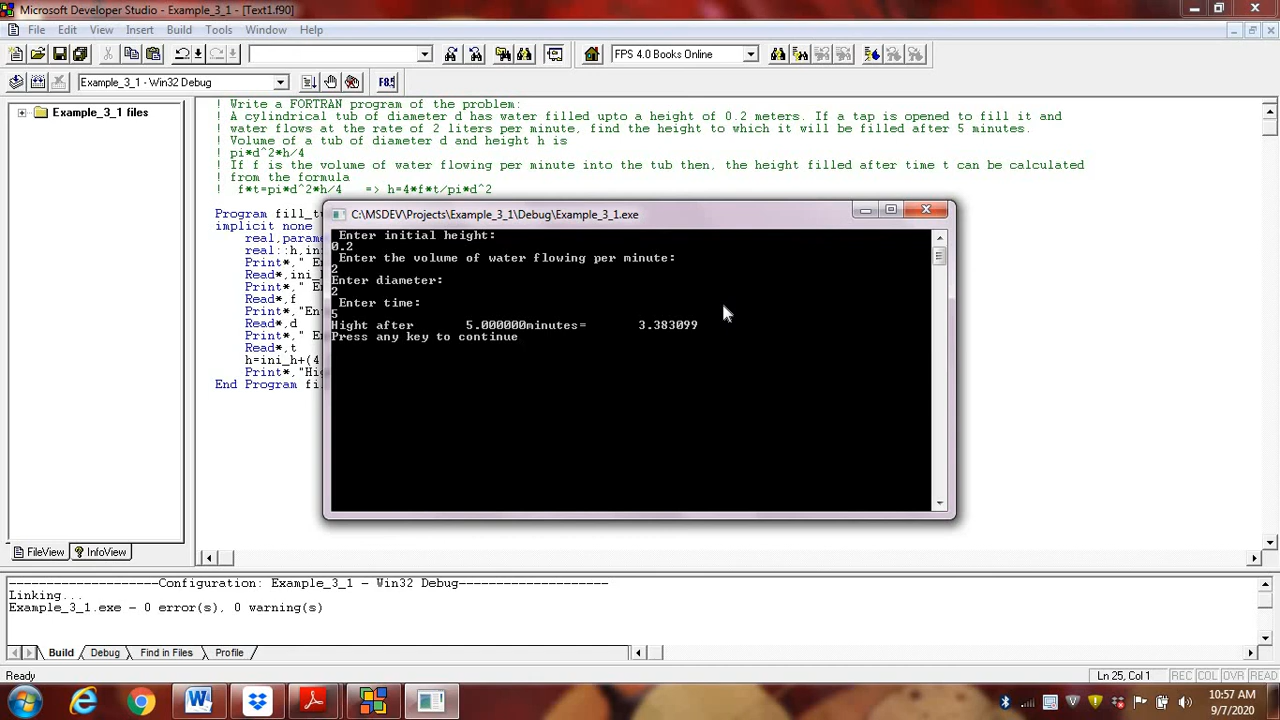 Microsoft Developer Studio - Example_3_1 - [Text1.f90]
File Edit View Insert Build Tools Window Help
FPS 4.0 Books Online
Example_3_1 - Win32 Debug
Example_3_1 files
! Write a FORTRAN program of the problem:
! A cylindrical tub of diameter d has water filled upto a height of 0.2 meters. If a tap is opened to fill it and
! water flows at the rate of 2 liters per minute, find the height to which it will be filled after 5 minutes.
! Volume of a tub of diameter d and height h is
! pi*d^2*h/4
! If f is the volume of water flowing per minute into the tub then, the height filled after time t can be calculated
! from the formula
! f*t=pi*d^2*h/4 => h=4*f*t/pi*d^2
Program fill_tu
implicit none
real,parame
real::h,in
Print*," E
Read*,ini_h
Print*," E
Read*,f
Print*,"En
Read*,d
Print*," E
Read*,t
h=ini_h+(4
Print*,"Hi
End Program fi
C:\MSDEV\Projects\Example_3_1\Debug\Example_3_1.exe
Enter initial height:
0.2
Enter the volume of water flowing per minute:
2
Enter diameter:
2
Enter time:
5
Hight after 5.000000minutes= 3.383099
Press any key to continue
FileView InfoView
--------------------Configuration: Example_3_1 - Win32 Debug--------------------
Linking...
Example_3_1.exe - 0 error(s), 0 warning(s)
Build Debug Find in Files Profile
Ready
Ln 25, Col 1 REC COL OVR READ
10:57 AM
9/7/2020